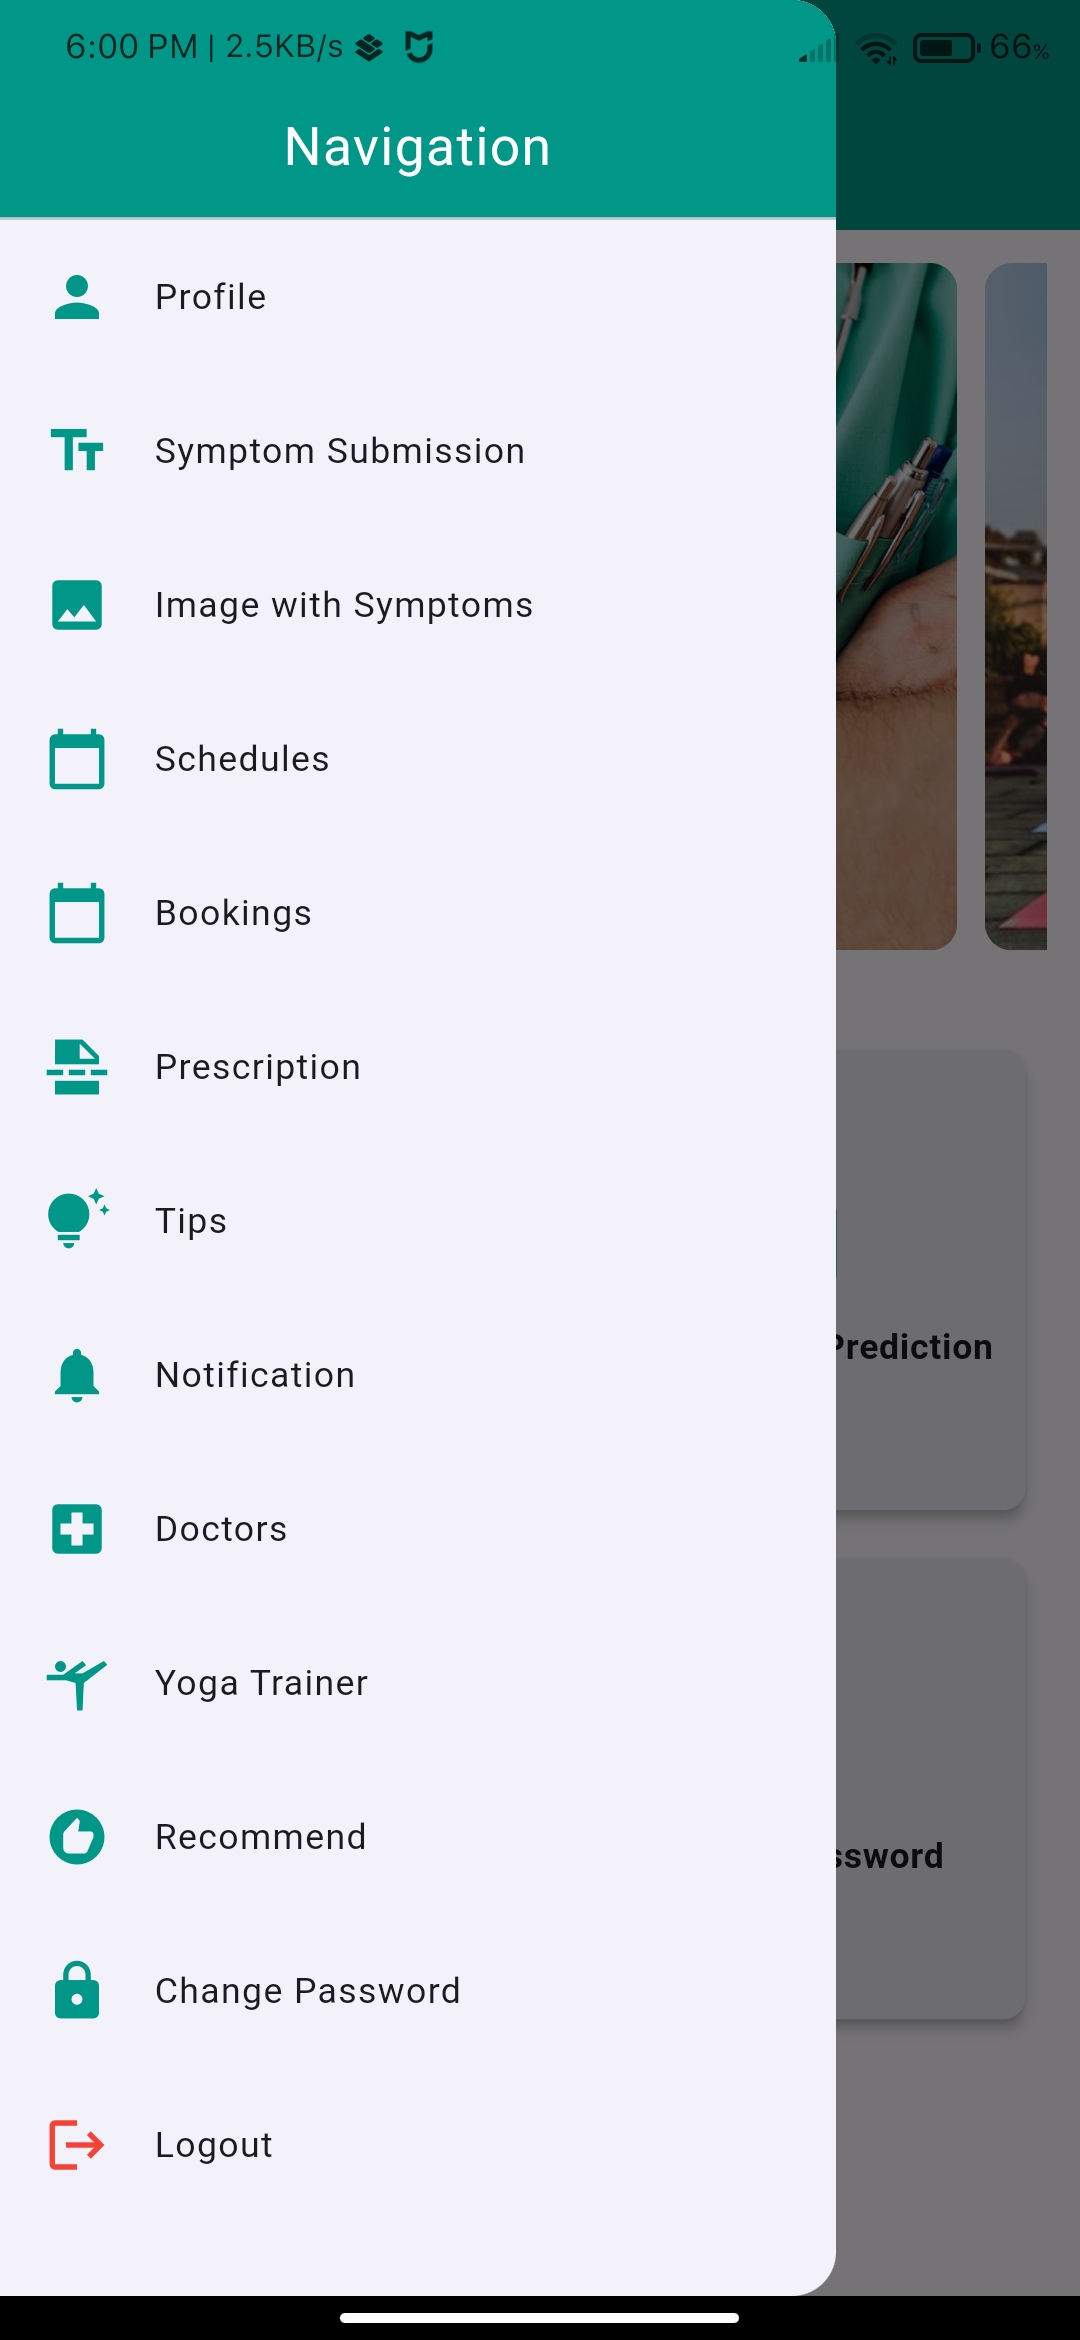 6:00 PM | 2.5KB/s
66%
Navigation
Profile
Symptom Submission
Image with Symptoms
Schedules
Bookings
Prescription
Tips
Notification
Prediction
Doctors
Yoga Trainer
Recommend
ssword
Change Password
Logout